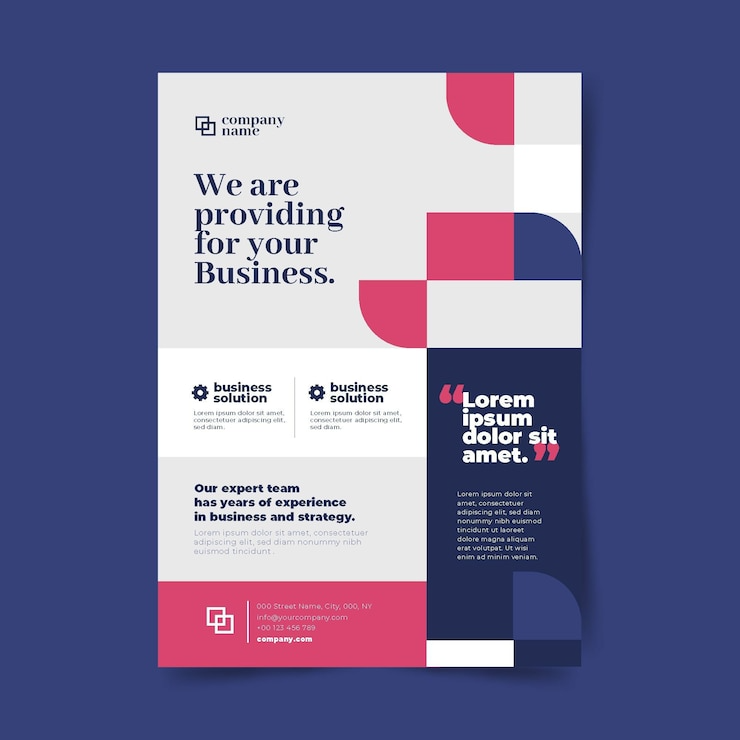 company
name
We are
providing
for your
Business.
business
solution
Lorem ipsum dolor sit amet,
consectetuer adipiscing elit,
sed diam.
business
solution
Lorem ipsum dolor sit amet,
consectetuer adipiscing elit,
sed diam.
“Lorem
ipsum
dolor sit
amet.”
Lorem ipsum dolor sit
amet, consectetuer
adipiscing elit, sed diam
nonummy nibh euismod
tincidunt ut laoreet
dolore magna aliquam
erat volutpat. Ut wisi
enim ad minim veniam,
quis.
Our expert team
has years of experience
in business and strategy.
Lorem ipsum dolor sit amet, consectetuer
adipiscing elit, sed diam nonummy nibh
euismod tincidunt .
000 Street Name, City, 000, NY
info@yourcompany.com
+00 123 456 789
company.com